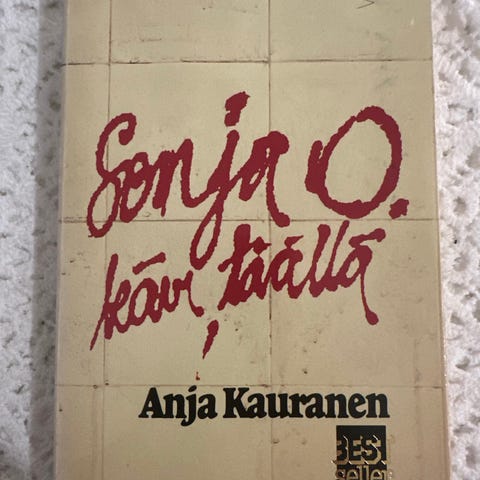 Sonja O.
kävi täällä
Anja Kauranen
BEST
seller